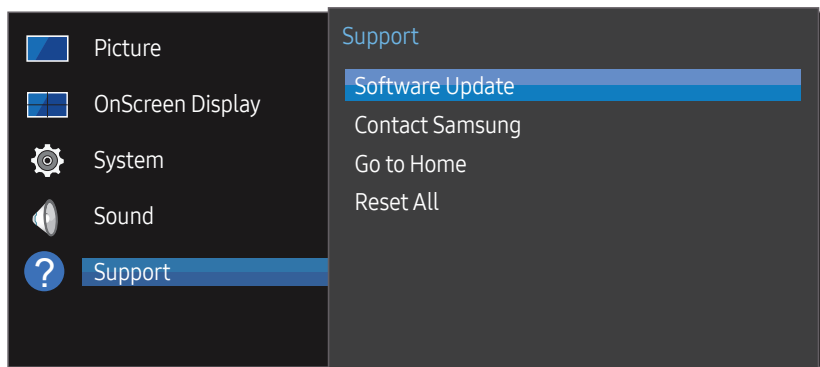 Picture
OnScreen Display
System
Sound
?
Support
Support
Software Update
Contact Samsung
Go to Home
Reset All